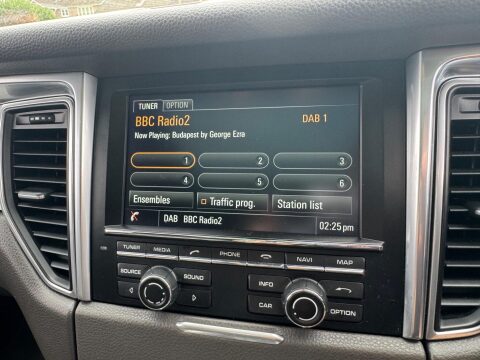 TUNER OPTION
BBC Radio2 DAB 1
Now Playing: Budapest by George Ezra
1 2 3
4 5 6
Ensembles Traffic prog. Station list
DAB BBC Radio2 02:25 pm
TUNER MEDIA PHONE NAV MAP
SOURCE SOUND INFO
CAR OPTION